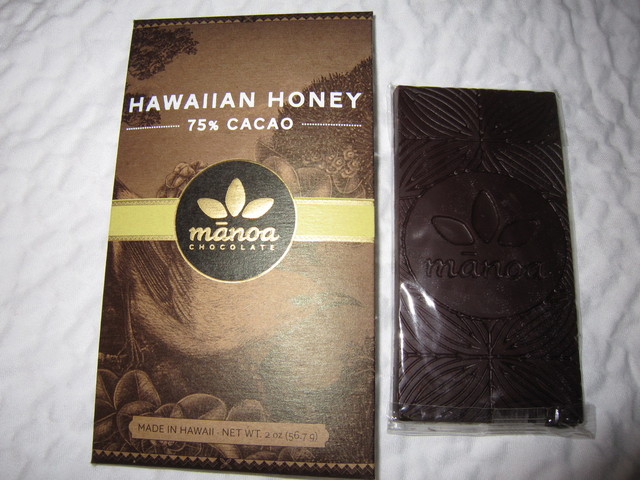 HAWAIIAN HONEY
75% CACAO
mānoa
CHOCOLATE
MADE IN HAWAII · NET WT. 2 oz (56.7 g)
mānoa